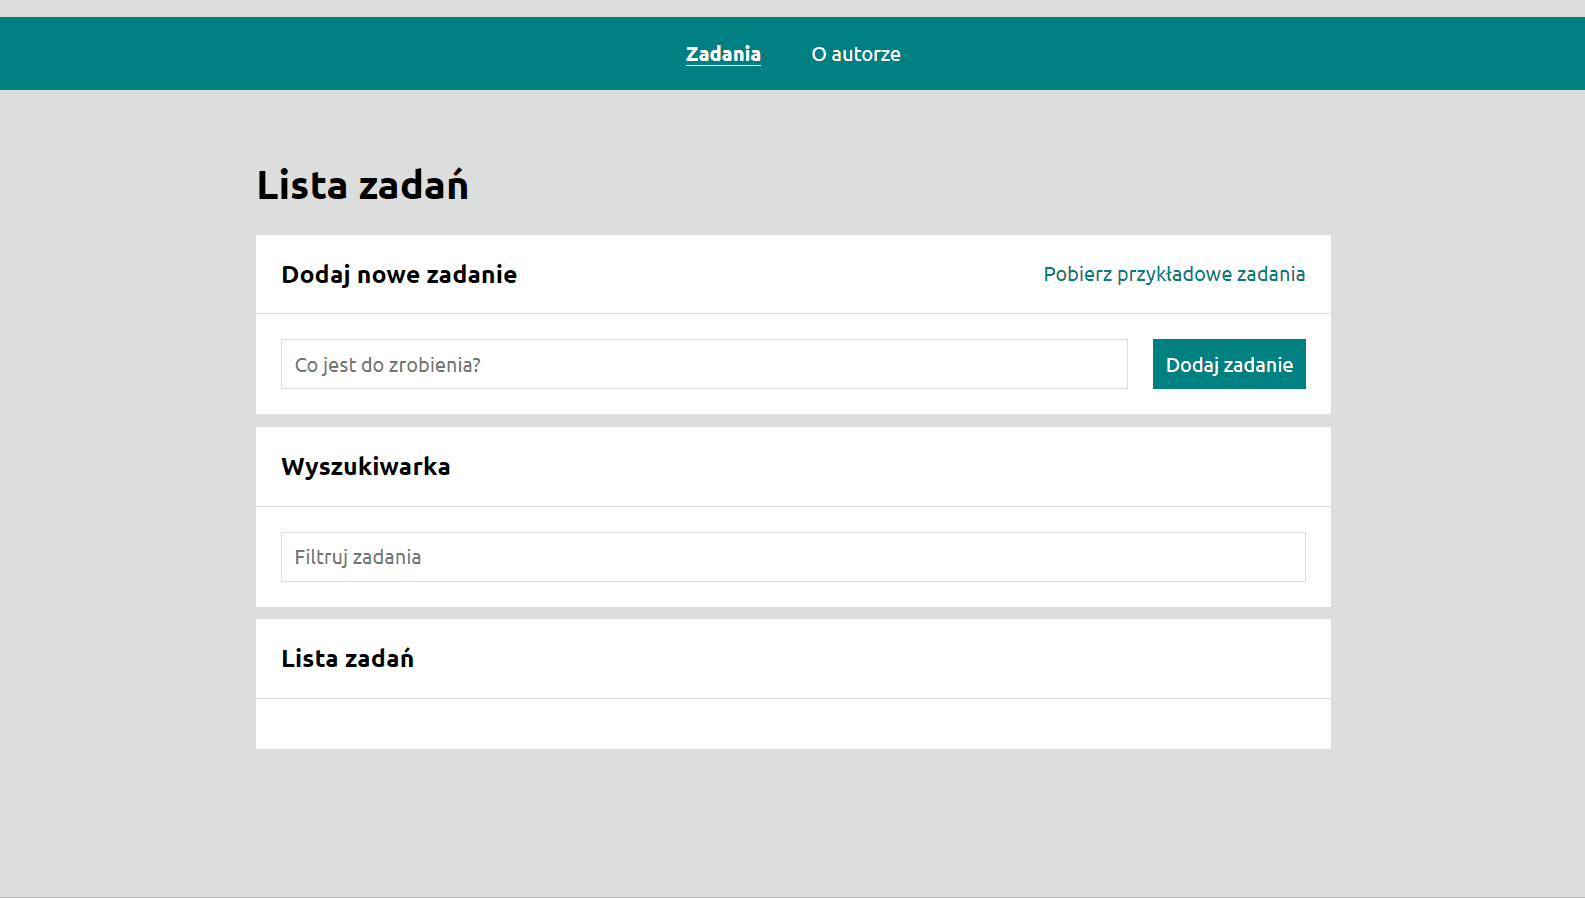 Zadania O autorze
Lista zadań
Dodaj nowe zadanie Pobierz przykładowe zadania
Co jest do zrobienia? Dodaj zadanie
Wyszukiwarka
Filtruj zadania
Lista zadań